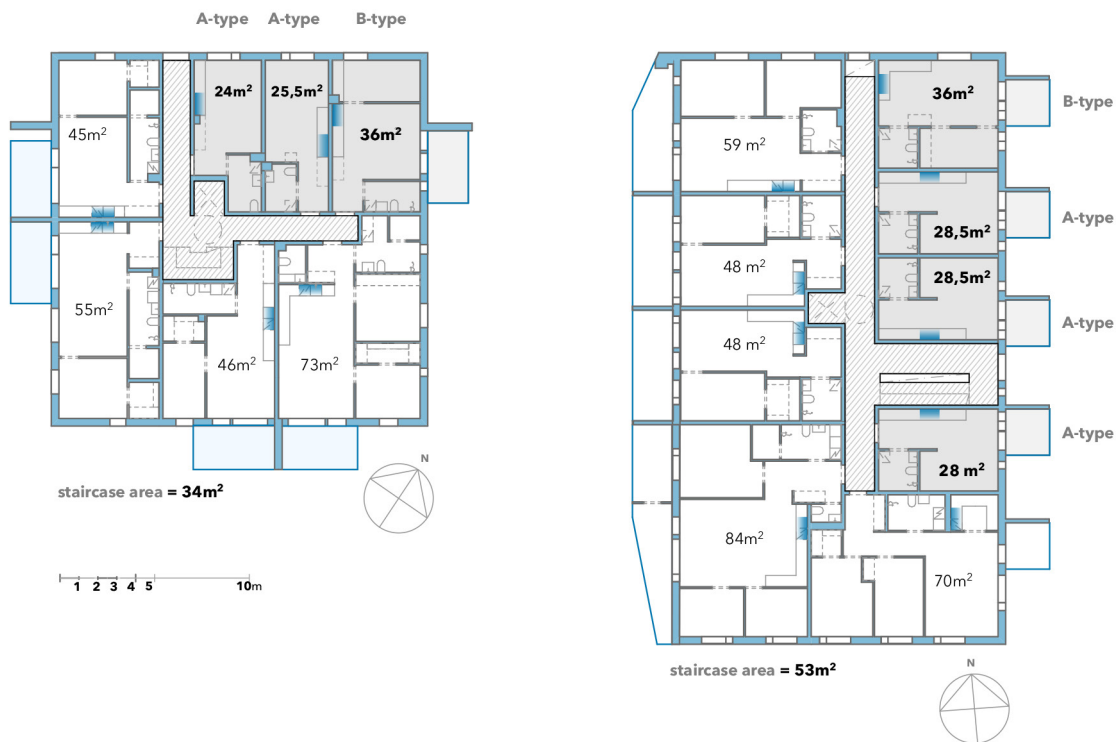 A-type A-type B-type
24m²
25,5m²
36m²
45m²
55m²
46m²
73m²
N
staircase area = 34m²
1 2 3 4 5 10m
36m²
B-type
59 m²
A-type
28,5m²
48 m²
28,5m²
A-type
48 m²
A-type
28 m²
84m²
70m²
staircase area = 53m²
N